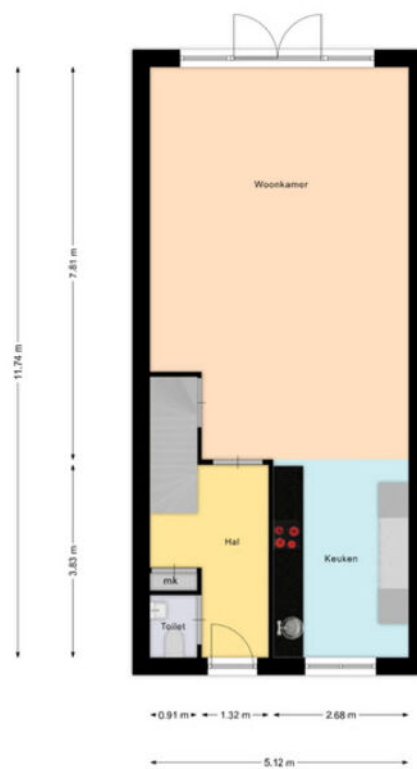 Woonkamer
7.81 m
11.74 m
3.83 m
Hal
Keuken
mk
Toilet
0.91 m
1.32 m
2.68 m
5.12 m